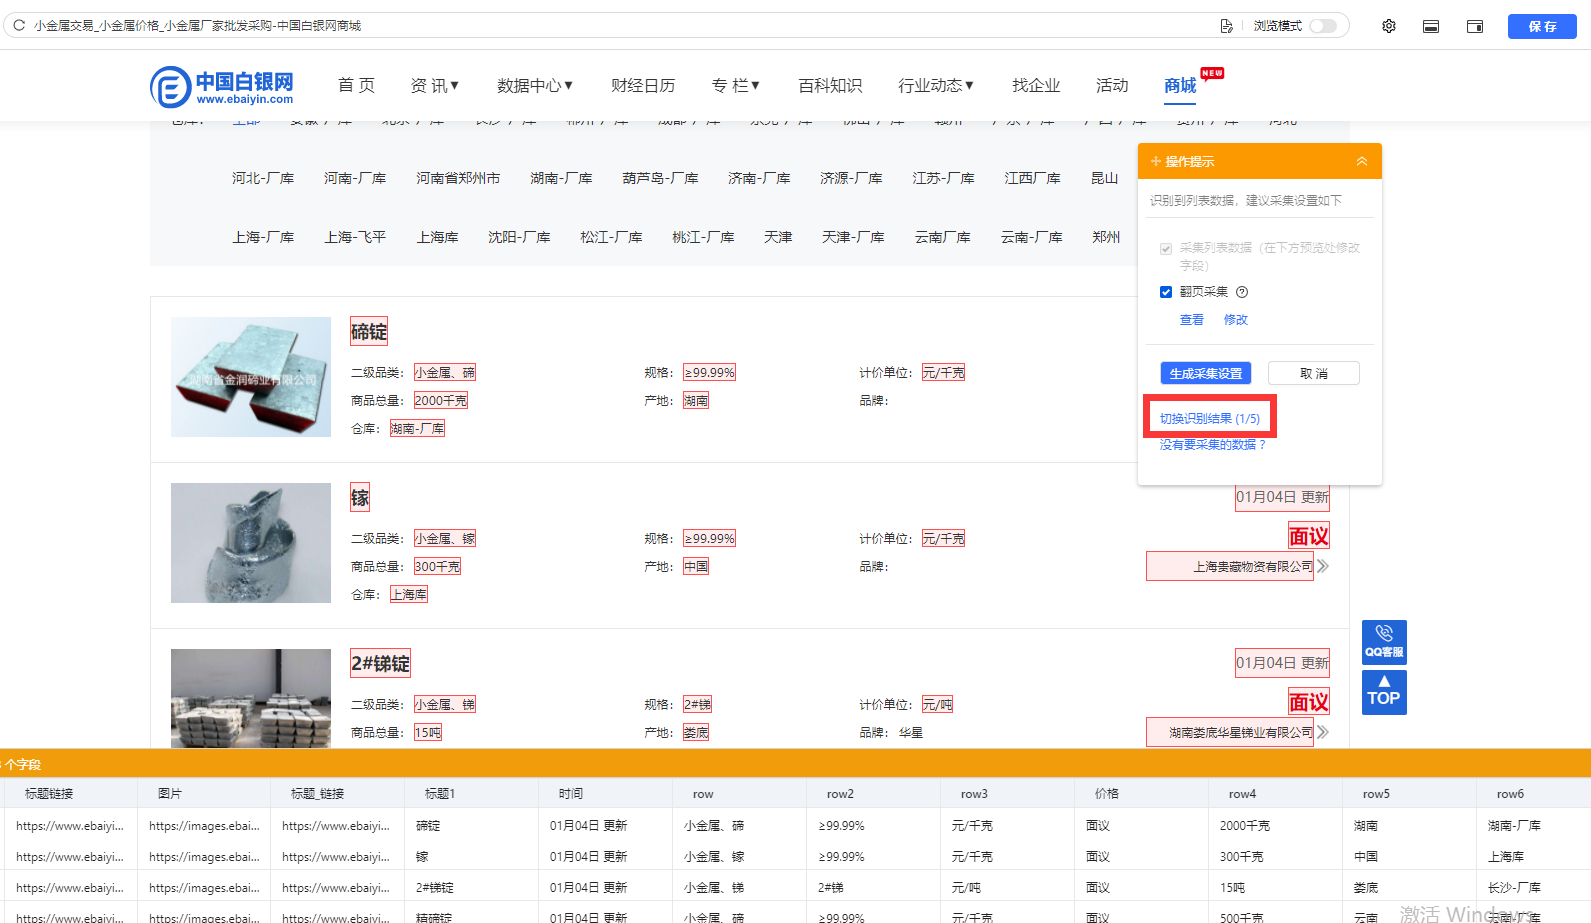 小金属交易_小金属价格_小金属厂家批发采购-中国白银网商城
浏览模式
保存
中国白银网
www.ebaiyin.com
首 页
资 讯▼
数据中心▼
财经日历
专 栏▼
百科知识
行业动态▼
找企业
活动
商城
NEW
河北-厂库 河南-厂库 河南省郑州市 湖南-厂库 葫芦岛-厂库 济南-厂库 济源-厂库 江苏-厂库 江西厂库 昆山
上海-厂库 上海-飞平 上海库 沈阳-厂库 松江-厂库 桃江-厂库 天津 天津-厂库 云南厂库 云南-厂库 郑州
操作提示
识别到列表数据，建议采集设置如下
采集列表数据（在下方预览处修改
字段）
翻页采集
查看 修改
生成采集设置 取 消
切换识别结果 (1/5)
没有要采集的数据？
湖南省金润碲业有限公司
碲锭
二级品类： 小金属、碲 规格： ≥99.99% 计价单位： 元/千克
商品总量： 2000千克 产地： 湖南 品牌：
仓库： 湖南-厂库
镓
01月04日 更新
二级品类： 小金属、镓 规格： ≥99.99% 计价单位： 元/千克
面议
商品总量： 300千克 产地： 中国 品牌：
上海贵藏物资有限公司
仓库： 上海库
2#锑锭
01月04日 更新
二级品类： 小金属、锑 规格： 2#锑 计价单位： 元/吨
面议
商品总量： 15吨 产地： 娄底 品牌： 华星
湖南娄底华星锑业有限公司
QQ客服
TOP
个字段
标题链接 图片 标题_链接 标题1 时间 row row2 row3 价格 row4 row5 row6
https://www.ebaiyi... https://images.ebai... https://www.ebaiyi... 碲锭 01月04日 更新 小金属、碲 ≥99.99% 元/千克 面议 2000千克 湖南 湖南-厂库
https://www.ebaiyi... https://images.ebai... https://www.ebaiyi... 镓 01月04日 更新 小金属、镓 ≥99.99% 元/千克 面议 300千克 中国 上海库
https://www.ebaiyi... https://images.ebai... https://www.ebaiyi... 2#锑锭 01月04日 更新 小金属、锑 2#锑 元/吨 面议 15吨 娄底 长沙-厂库
https://www.ebaiyi... https://images.ebai... https://www.ebaiyi... 精碲锭 01月04日 更新 小金属、碲 ≥99.99% 元/千克 面议 500千克 云南 云南-厂库
激活 Windows